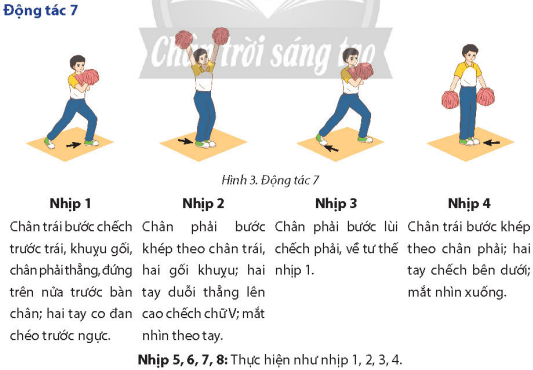 Động tác 7
Chân trời sáng tạo
Hình 3. Động tác 7
Nhịp 1
Chân trái bước chếch
trước trái, khuỵu gối,
chân phải thẳng, đứng
trên nửa trước bàn
chân; hai tay co đan
chéo trước ngực.
Nhịp 2
Chân phải bước
khép theo chân trái,
hai gối khuỵu; hai
tay duỗi thẳng lên
cao chếch chữ V; mắt
nhìn theo tay.
Nhịp 3
Chân phải bước lùi
chếch phải, về tư thế
nhịp 1.
Nhịp 4
Chân trái bước khép
theo chân phải; hai
tay chếch bên dưới;
mắt nhìn xuống.
Nhịp 5, 6, 7, 8: Thực hiện như nhịp 1, 2, 3, 4.